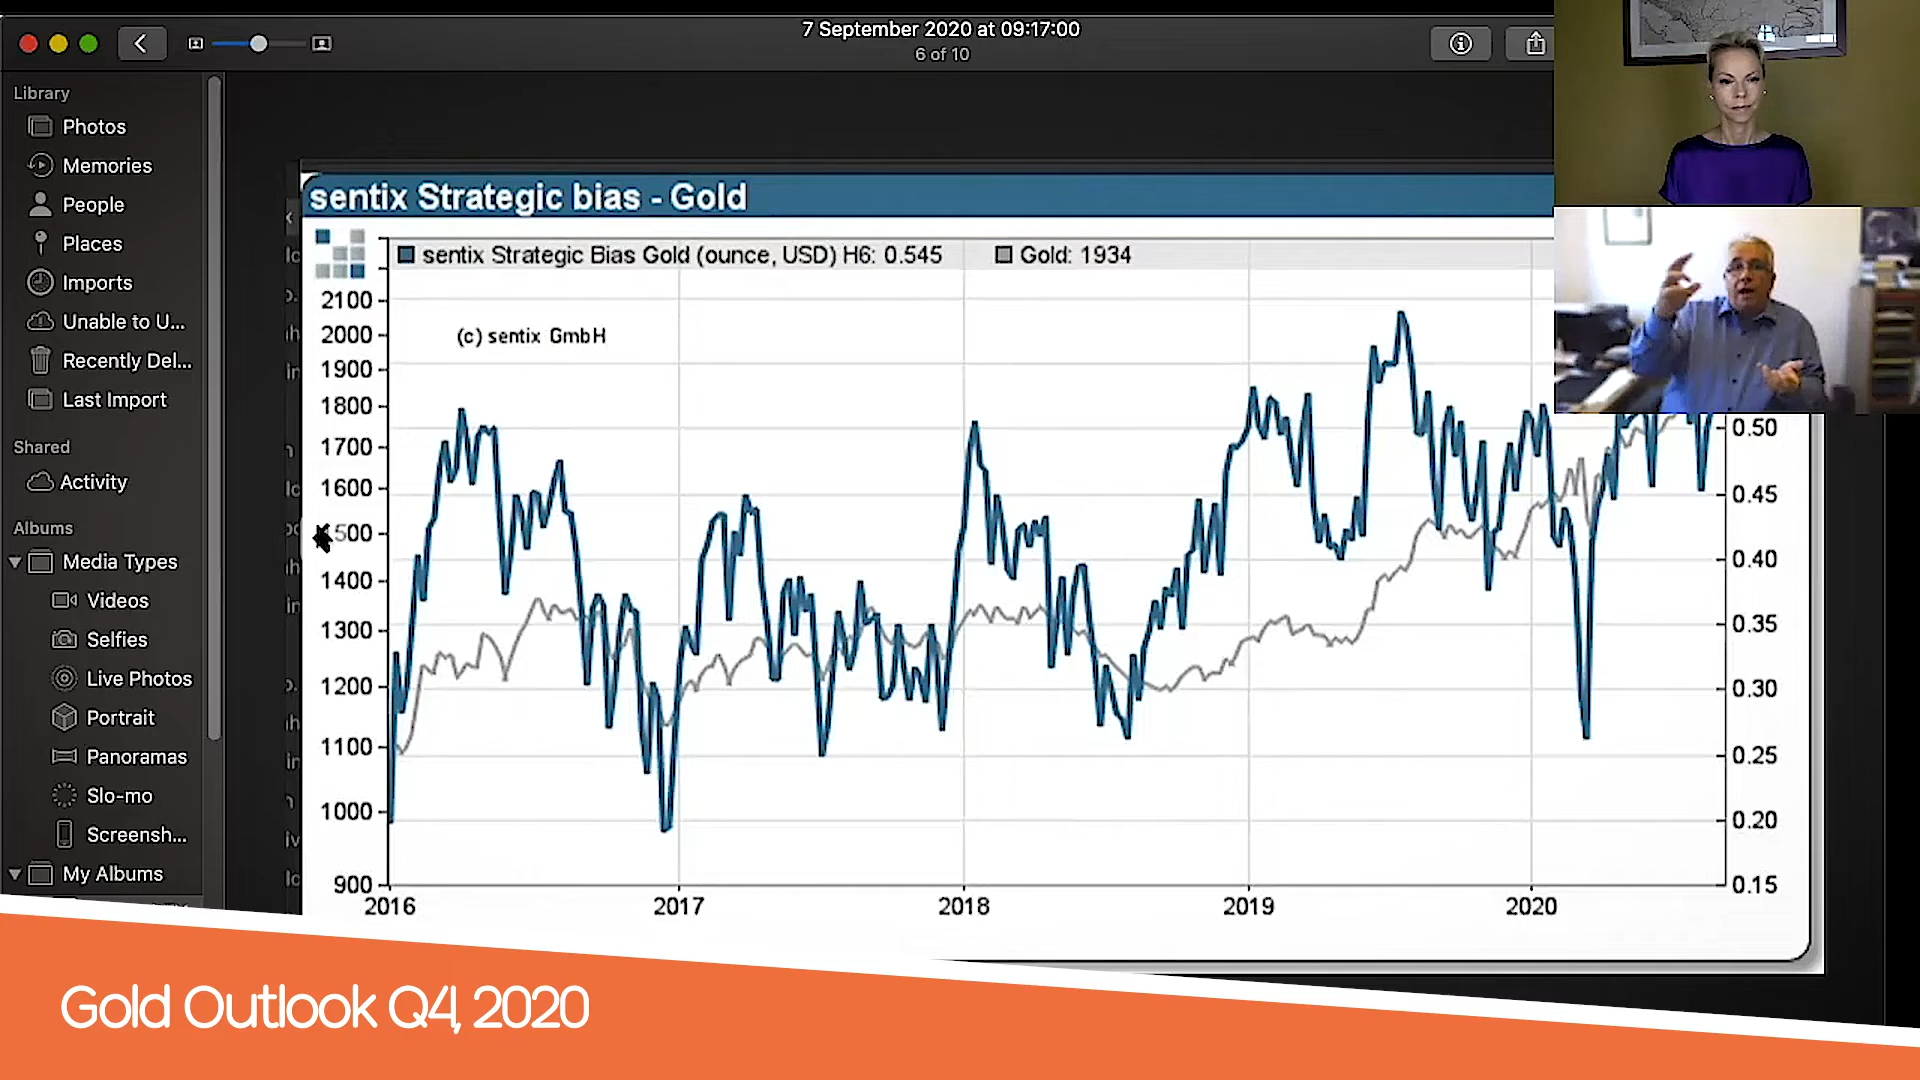 7 September 2020 at 09:17:00
6 of 10
Library
Photos
Memories
People
Places
Imports
Unable to U...
Recently Del...
Last Import
Shared
Activity
Albums
Media Types
Videos
Selfies
Live Photos
Portrait
Panoramas
Slo-mo
Screensh...
My Albums
sentix Strategic bias - Gold
sentix Strategic Bias Gold (ounce, USD) H6: 0.545
Gold: 1934
(c) sentix GmbH
2100
2000
1900
1800
1700
1600
500
1400
1300
1200
1100
1000
900
0.50
0.45
0.40
0.35
0.30
0.25
0.20
0.15
2016 2017 2018 2019 2020
Gold Outlook Q4, 2020